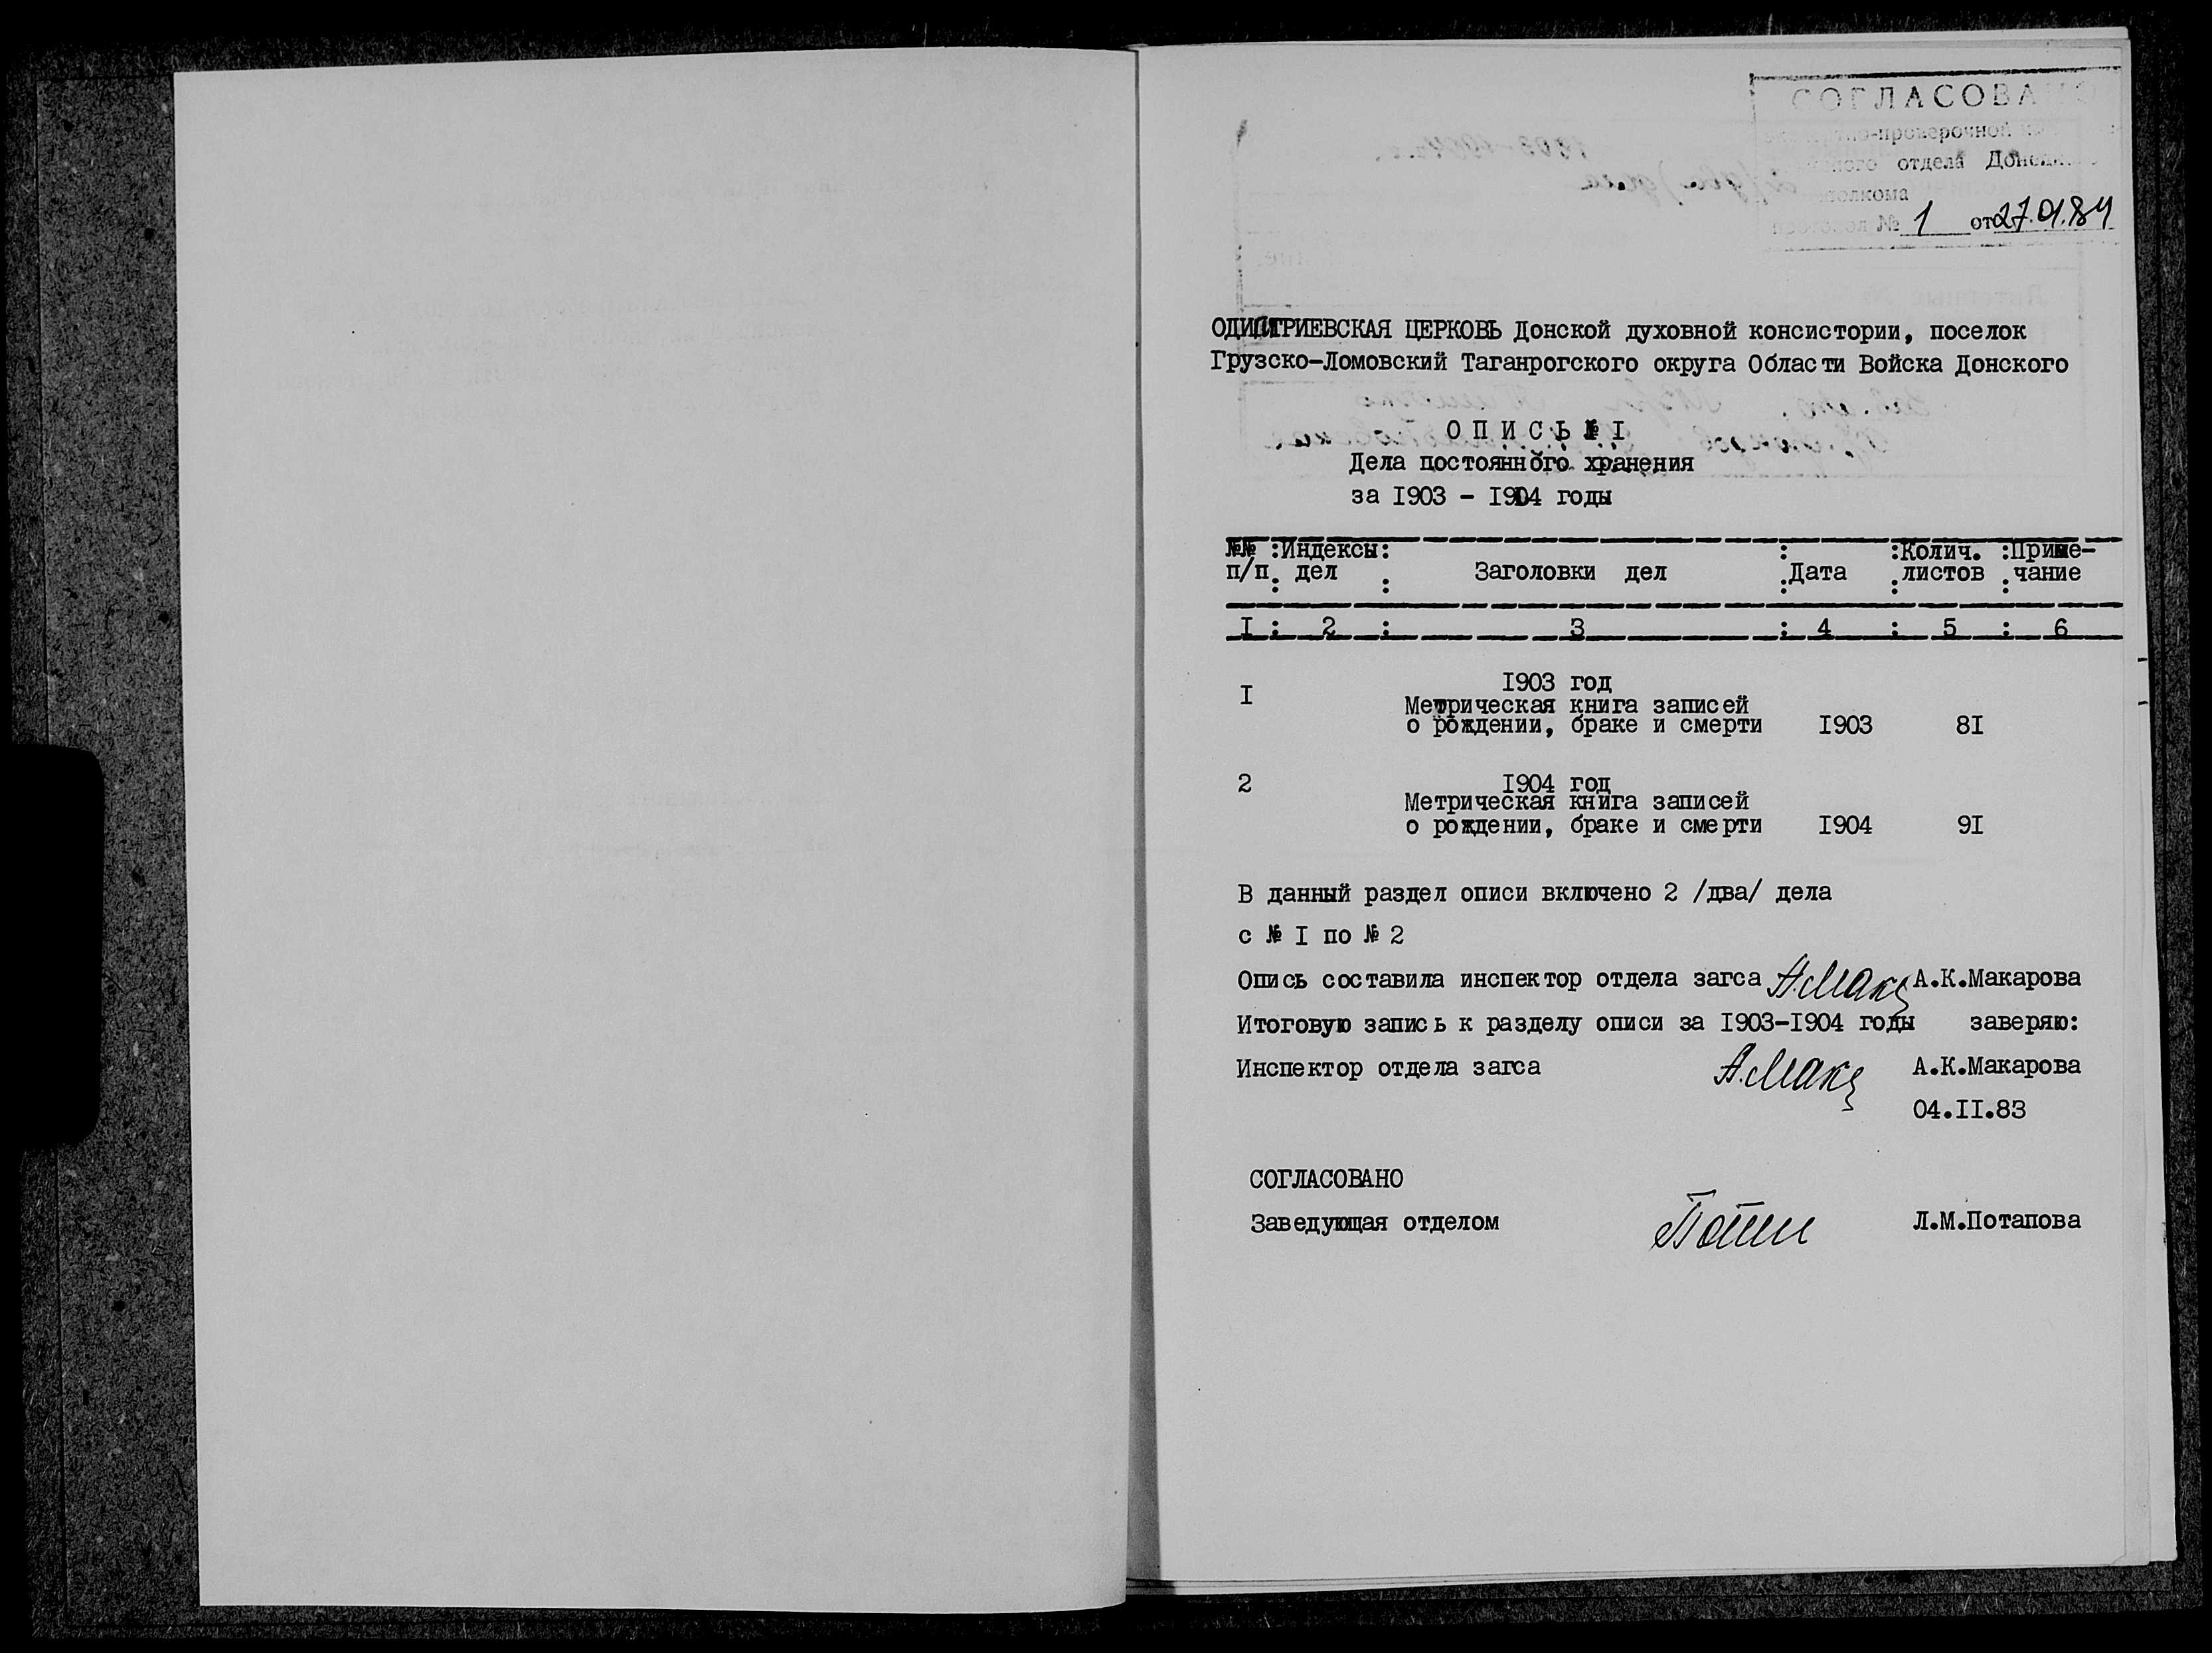 СОГЛАСОВАНО
-проверочной
отдела
№ 1 от 27.01.84
ЦЕРКОВЬ Донской духовной консистории, поселок
Грузско-Ломовский Таганрогского округа Области Войска Донского
О П И С Ь № I
Дела постоянного хранения
за I903 - I904 годы
№№ :Индексы: : :Колич. :Приме-
п/п. дел : Заголовки дел :Дата :листов :чание
I : 2 : 3 : 4 : 5 : 6
I903 год
I Метрическая книга записей
о рождении, браке и смерти I903 8I
2 I904 год
Метрическая книга записей
о рождении, браке и смерти I904 9I
В данный раздел описи включено 2 /два/ дела
с № I по № 2
Опись составила инспектор отдела загса А.Мак А.К.Макарова
Итоговую запись к разделу описи за I903-I904 годы заверяю:
Инспектор отдела загса А.Мак А.К.Макарова
04.II.83
СОГЛАСОВАНО
Заведующая отделом Л.М.Потапова